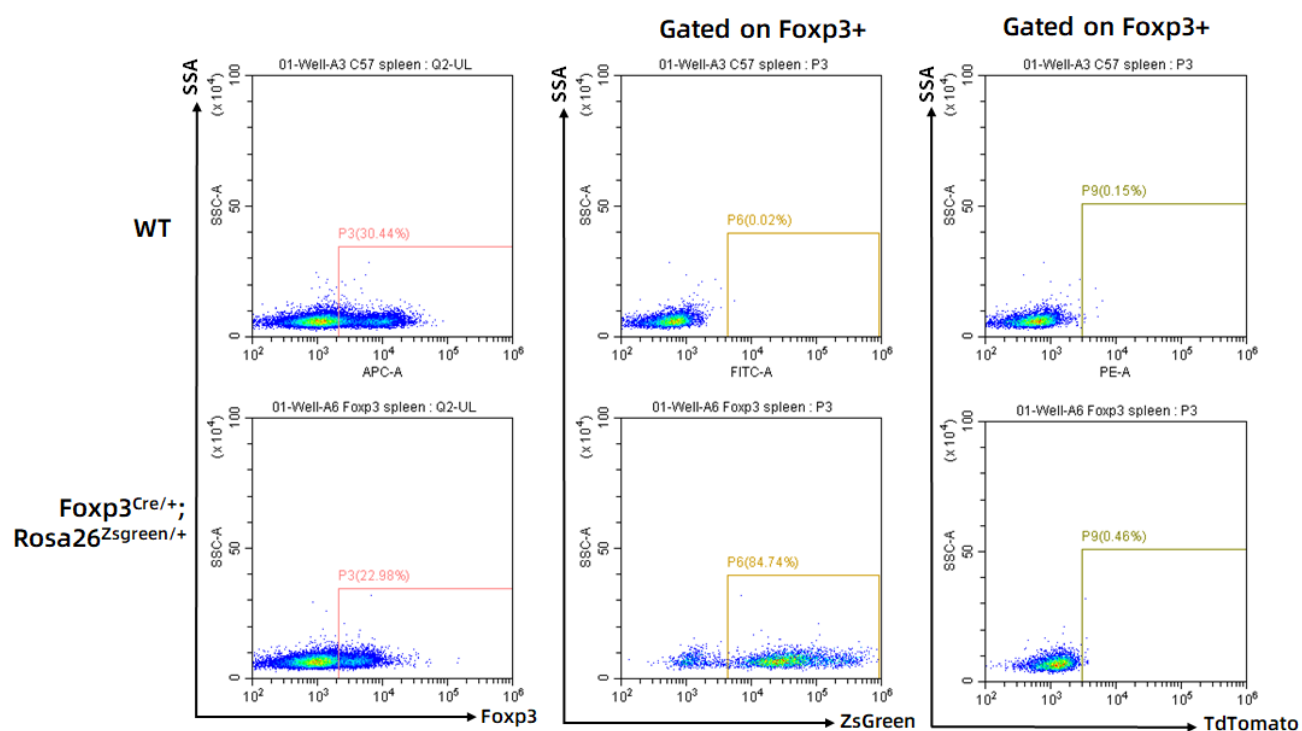 Gated on Foxp3+
Gated on Foxp3+
WT
SSA
01-Well-A3 C57 spleen : Q2-UL
(x 10⁴)
100
50
0
SSC-A
P3(30.44%)
10² 10³ 10⁴ 10⁵ 10⁶
APC-A
SSA
01-Well-A3 C57 spleen : P3
(x 10⁴)
100
50
0
SSC-A
P6(0.02%)
10² 10³ 10⁴ 10⁵ 10⁶
FITC-A
SSA
01-Well-A3 C57 spleen : P3
(x 10⁴)
100
50
0
SSC-A
P9(0.15%)
10² 10³ 10⁴ 10⁵ 10⁶
PE-A
Foxp3Cre/+;
Rosa26Zsgreen/+
01-Well-A6 Foxp3 spleen : Q2-UL
(x 10⁴)
100
50
0
SSC-A
P3(22.98%)
10² 10³ 10⁴ 10⁵ 10⁶
Foxp3
01-Well-A6 Foxp3 spleen : P3
(x 10⁴)
100
50
0
SSC-A
P6(84.74%)
10² 10³ 10⁴ 10⁵ 10⁶
ZsGreen
01-Well-A6 Foxp3 spleen : P3
(x 10⁴)
100
50
0
SSC-A
P9(0.46%)
10² 10³ 10⁴ 10⁵ 10⁶
TdTomato